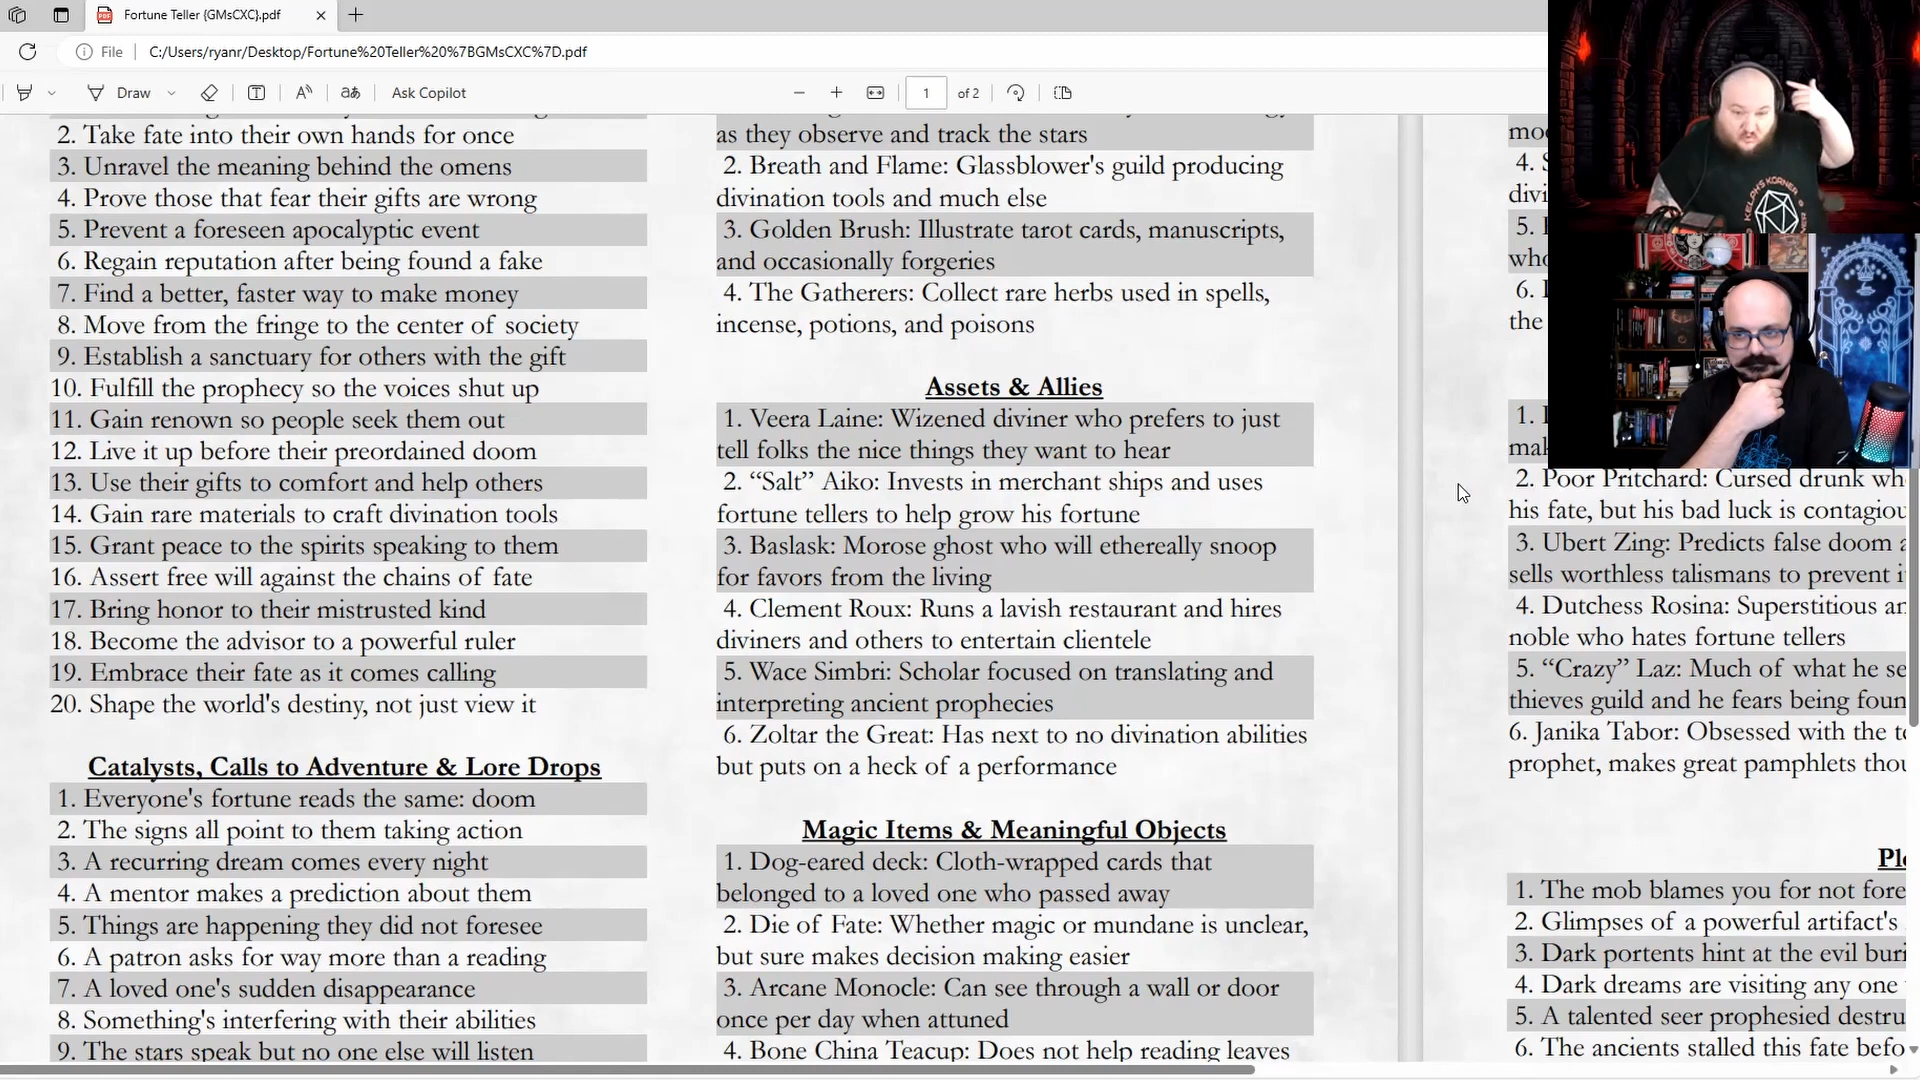 Fortune Teller {GMsCXC}.pdf
File
C:/Users/ryanr/Desktop/Fortune%20Teller%20%7BGMsCXC%7D.pdf
Draw
Ask Copilot
1 of 2
2. Take fate into their own hands for once
3. Unravel the meaning behind the omens
4. Prove those that fear their gifts are wrong
5. Prevent a foreseen apocalyptic event
6. Regain reputation after being found a fake
7. Find a better, faster way to make money
8. Move from the fringe to the center of society
9. Establish a sanctuary for others with the gift
10. Fulfill the prophecy so the voices shut up
11. Gain renown so people seek them out
12. Live it up before their preordained doom
13. Use their gifts to comfort and help others
14. Gain rare materials to craft divination tools
15. Grant peace to the spirits speaking to them
16. Assert free will against the chains of fate
17. Bring honor to their mistrusted kind
18. Become the advisor to a powerful ruler
19. Embrace their fate as it comes calling
20. Shape the world's destiny, not just view it
Catalysts, Calls to Adventure & Lore Drops
1. Everyone's fortune reads the same: doom
2. The signs all point to them taking action
3. A recurring dream comes every night
4. A mentor makes a prediction about them
5. Things are happening they did not foresee
6. A patron asks for way more than a reading
7. A loved one's sudden disappearance
8. Something's interfering with their abilities
9. The stars speak but no one else will listen
as they observe and track the stars
2. Breath and Flame: Glassblower's guild producing
divination tools and much else
3. Golden Brush: Illustrate tarot cards, manuscripts,
and occasionally forgeries
4. The Gatherers: Collect rare herbs used in spells,
incense, potions, and poisons
Assets & Allies
1. Veera Laine: Wizened diviner who prefers to just
tell folks the nice things they want to hear
2. “Salt” Aiko: Invests in merchant ships and uses
fortune tellers to help grow his fortune
3. Baslask: Morose ghost who will ethereally snoop
for favors from the living
4. Clement Roux: Runs a lavish restaurant and hires
diviners and others to entertain clientele
5. Wace Simbri: Scholar focused on translating and
interpreting ancient prophecies
6. Zoltar the Great: Has next to no divination abilities
but puts on a heck of a performance
Magic Items & Meaningful Objects
1. Dog-eared deck: Cloth-wrapped cards that
belonged to a loved one who passed away
2. Die of Fate: Whether magic or mundane is unclear,
but sure makes decision making easier
3. Arcane Monocle: Can see through a wall or door
once per day when attuned
4. Bone China Teacup: Does not help reading leaves
4.
divi
5.
who
6.
the
1.
mak
2. Poor Pritchard: Cursed drunk wh
his fate, but his bad luck is contagiou
3. Ubert Zing: Predicts false doom a
sells worthless talismans to prevent i
4. Dutchess Rosina: Superstitious an
noble who hates fortune tellers
5. “Crazy” Laz: Much of what he se
thieves guild and he fears being foun
6. Janika Tabor: Obsessed with the t
prophet, makes great pamphlets thou
Pl
1. The mob blames you for not fore
2. Glimpses of a powerful artifact's
3. Dark portents hint at the evil buri
4. Dark dreams are visiting any one
5. A talented seer prophesied destru
6. The ancients stalled this fate befo
KELPH'S KORNER